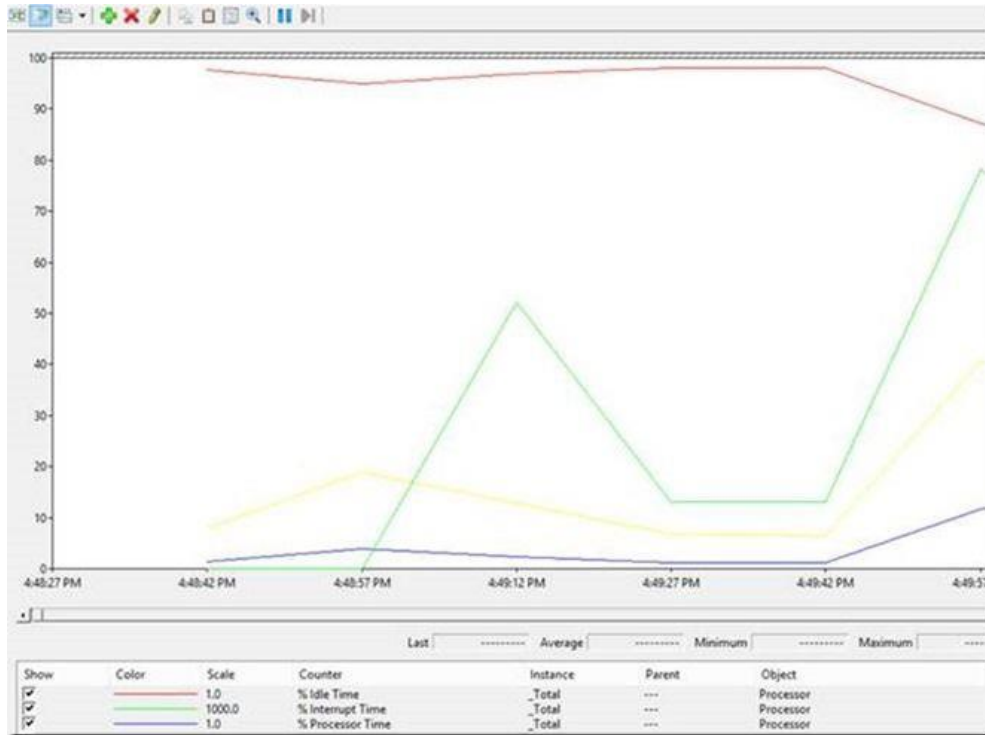 100
90
80
70
60
50
40
30
20
10
0
4:48:27 PM 4:48:42 PM 4:48:57 PM 4:49:12 PM 4:49:27 PM 4:49:42 PM 4:49:5
Last --------- Average --------- Minimum --------- Maximum ----
Show Color Scale Counter Instance Parent Object
1.0 % Idle Time _Total --- Processor
1000.0 % Interrupt Time _Total --- Processor
1.0 % Processor Time _Total --- Processor